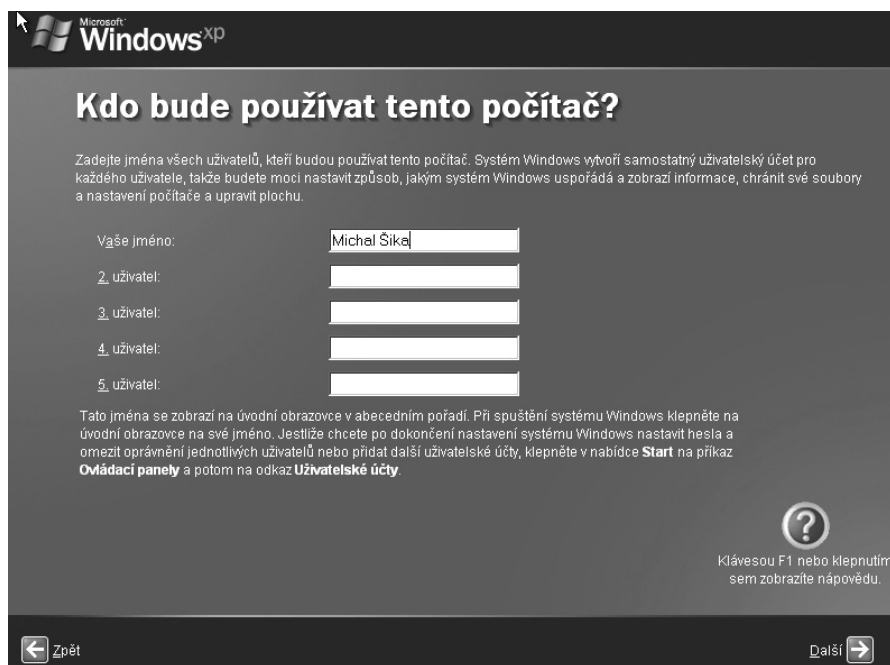 Microsoft
Windows xp
Kdo bude používat tento počítač?
Zadejte jména všech uživatelů, kteří budou používat tento počítač. Systém Windows vytvoří samostatný uživatelský účet pro
každého uživatele, takže budete moci nastavit způsob, jakým systém Windows uspořádá a zobrazí informace, chránit své soubory
a nastavení počítače a upravit plochu.
Vaše jméno: Michal Šika
2. uživatel:
3. uživatel:
4. uživatel:
5. uživatel:
Tato jména se zobrazí na úvodní obrazovce v abecedním pořadí. Při spuštění systému Windows klepněte na
úvodní obrazovce na své jméno. Jestliže chcete po dokončení nastavení systému Windows nastavit hesla a
omezit oprávnění jednotlivých uživatelů nebo přidat další uživatelské účty, klepněte v nabídce Start na příkaz
Ovládací panely a potom na odkaz Uživatelské účty.
Klávesou F1 nebo klepnutím
sem zobrazíte nápovědu.
Zpět
Další